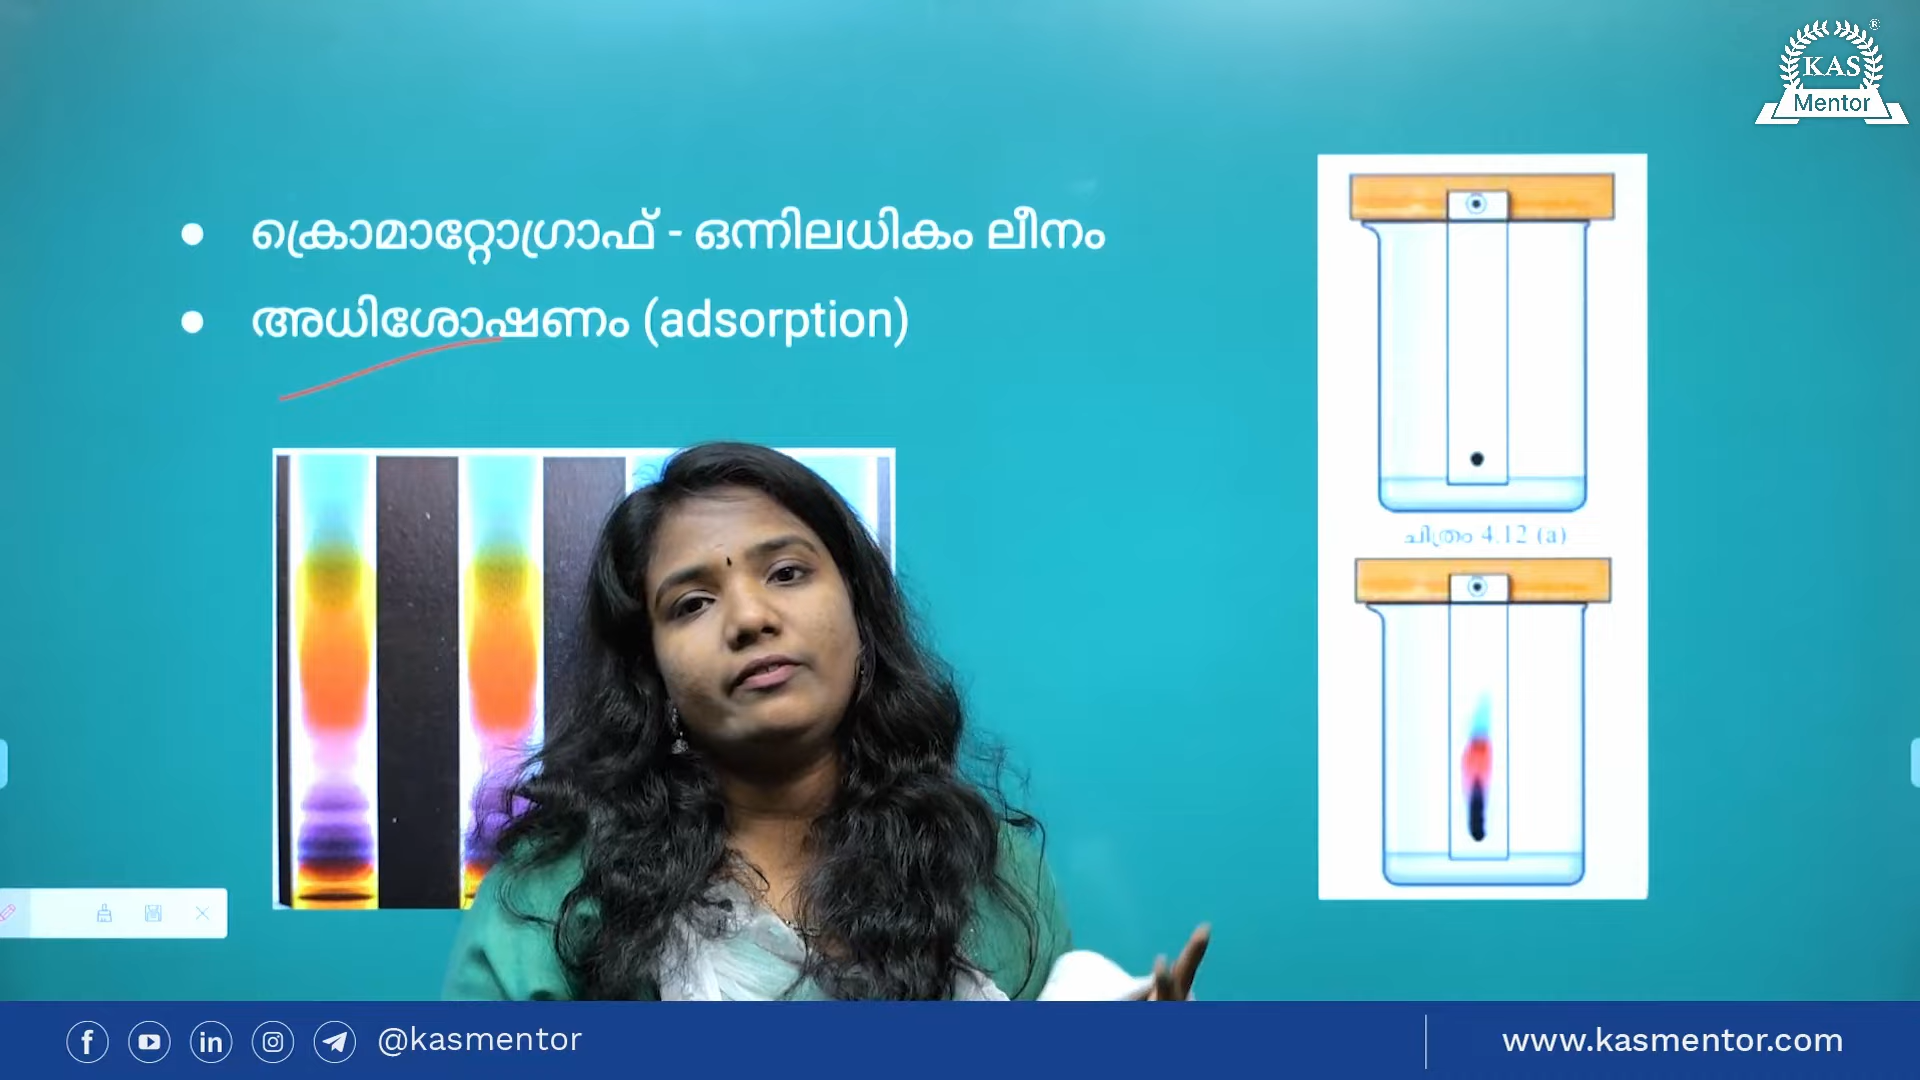 KAS
Mentor
®
ക്രൊമാറ്റോഗ്രാഫ് - ഒന്നിലധികം ലീനം
അധിശോഷണം (adsorption)
ചിത്രം 4.12 (a)
@kasmentor
www.kasmentor.com